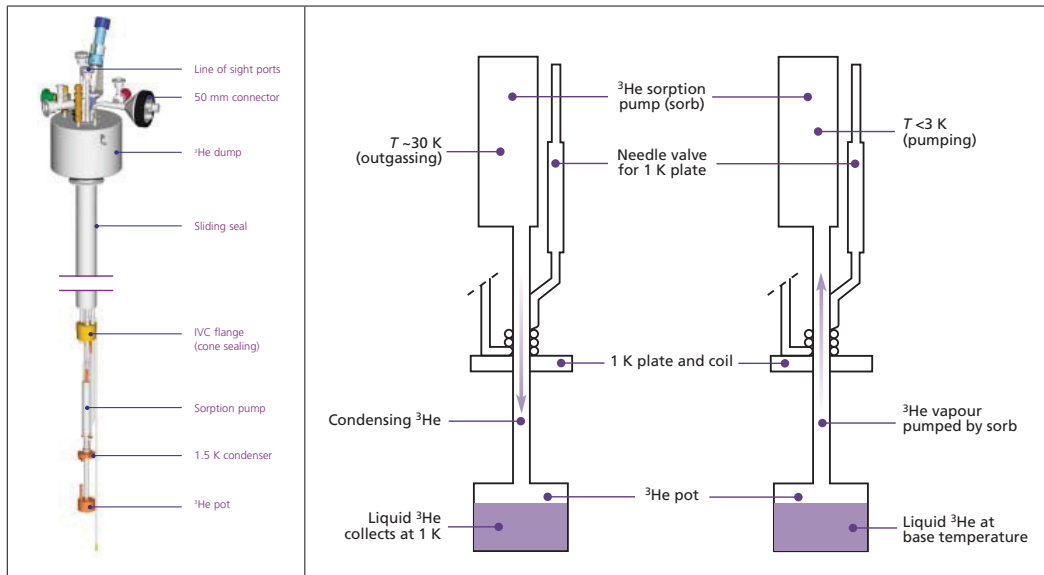 Line of sight ports
50 mm connector
³He dump
Sliding seal
IVC flange
(cone sealing)
Sorption pump
1.5 K condenser
³He pot
³He sorption
pump (sorb)
T ~30 K
(outgassing)
Needle valve
for 1 K plate
T <3 K
(pumping)
1 K plate and coil
Condensing ³He
³He vapour
pumped by sorb
³He pot
Liquid ³He
collects at 1 K
Liquid ³He at
base temperature